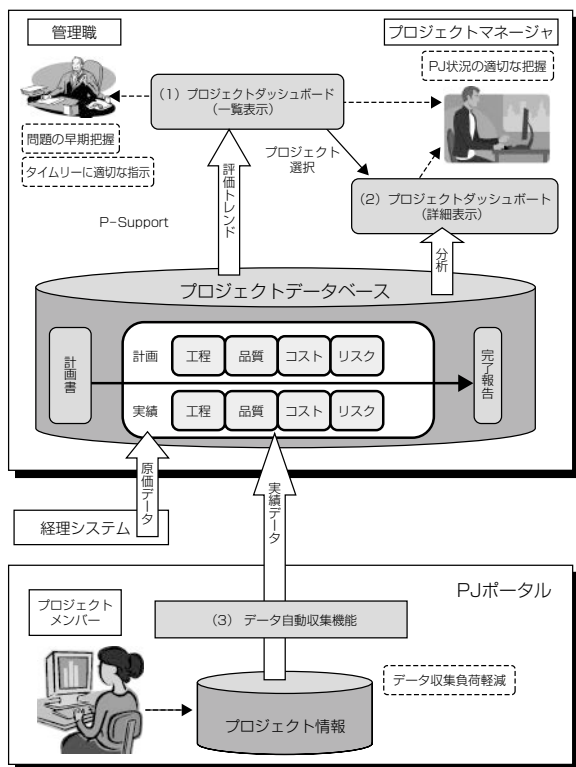 管理職
プロジェクトマネージャ
PJ状況の適切な把握
(1) プロジェクトダッシュボード
(一覧表示)
問題の早期把握
タイムリーに適切な指示
プロジェクト
選択
評価トレンド
P-Support
(2) プロジェクトダッシュボート
(詳細表示)
分析
プロジェクトデータベース
計画書
計画
工程
品質
コスト
リスク
実績
工程
品質
コスト
リスク
完了報告
原価データ
実績データ
経理システム
PJポータル
プロジェクト
メンバー
(3) データ自動収集機能
データ収集負荷軽減
プロジェクト情報